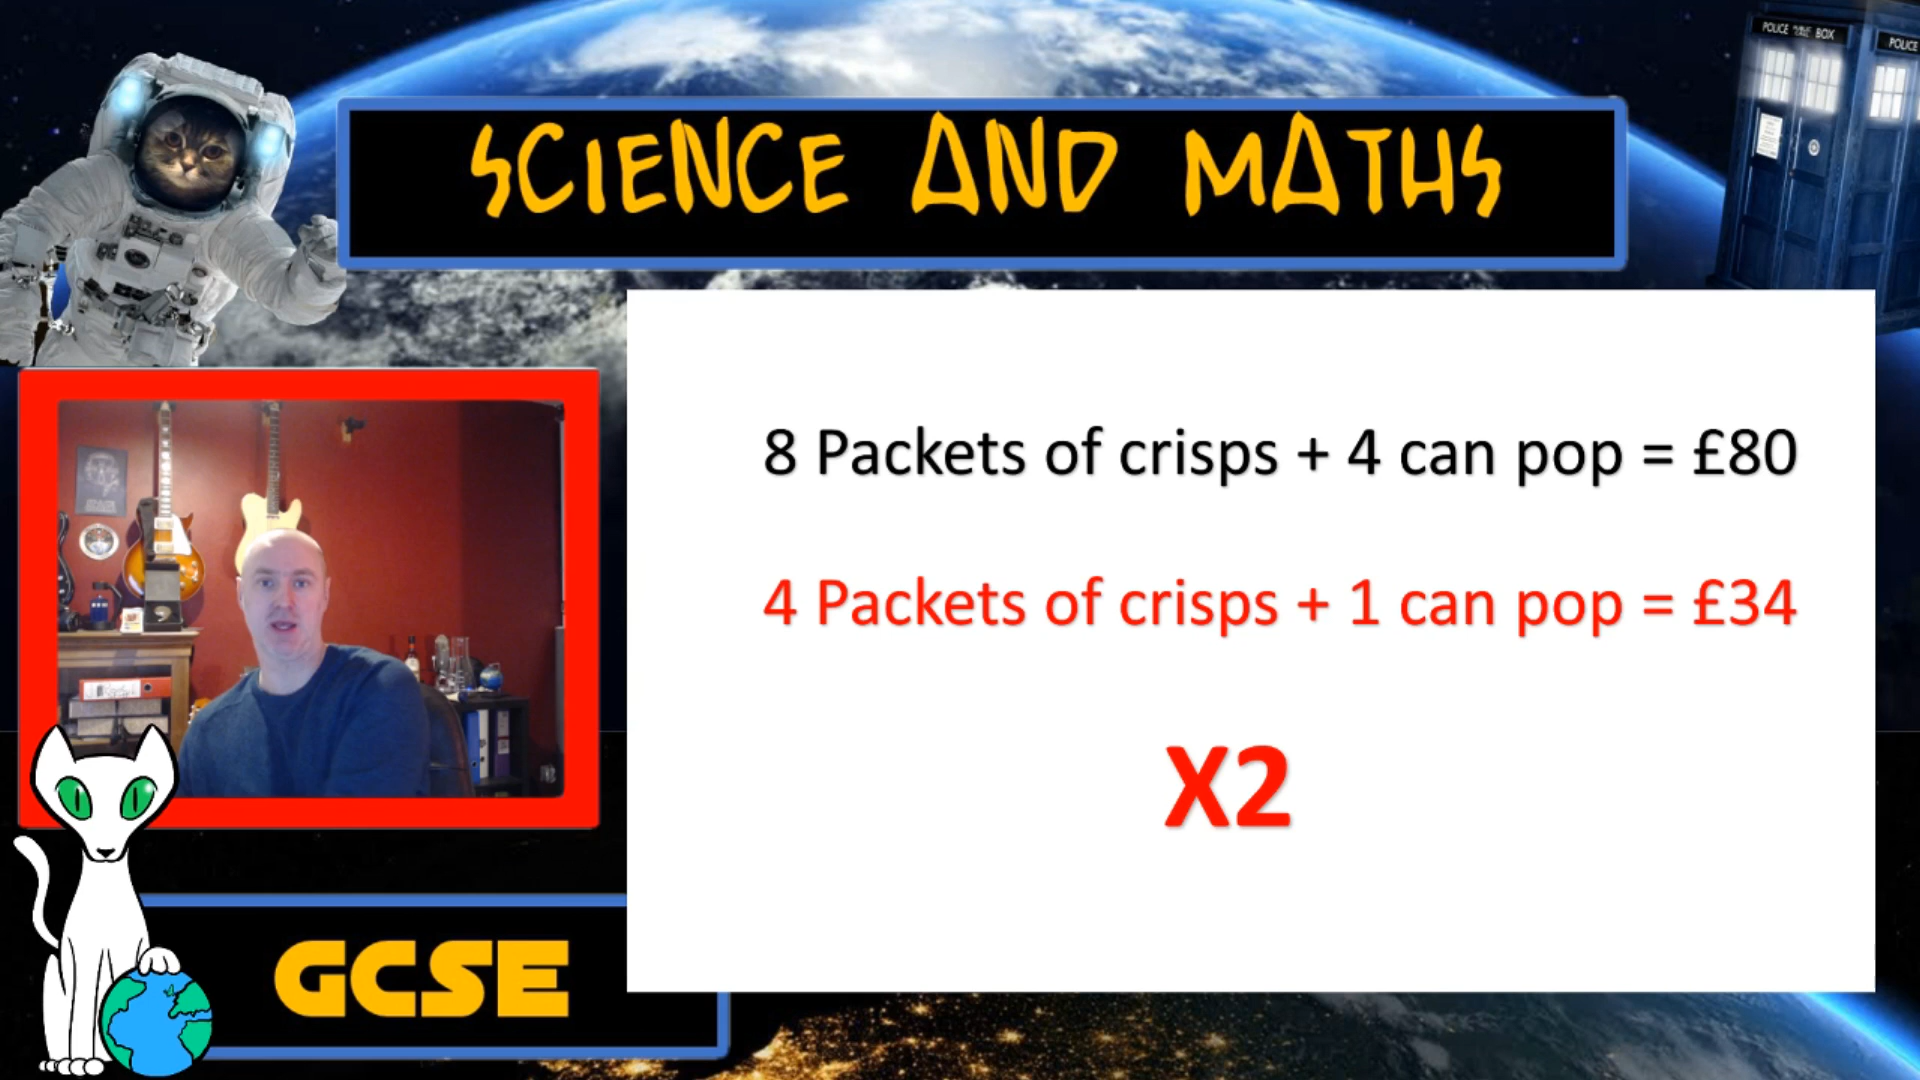 POLICE BOX
POLICE
SCIENCE AND MATHS
8 Packets of crisps + 4 can pop = £80
4 Packets of crisps + 1 can pop = £34
X2
GCSE